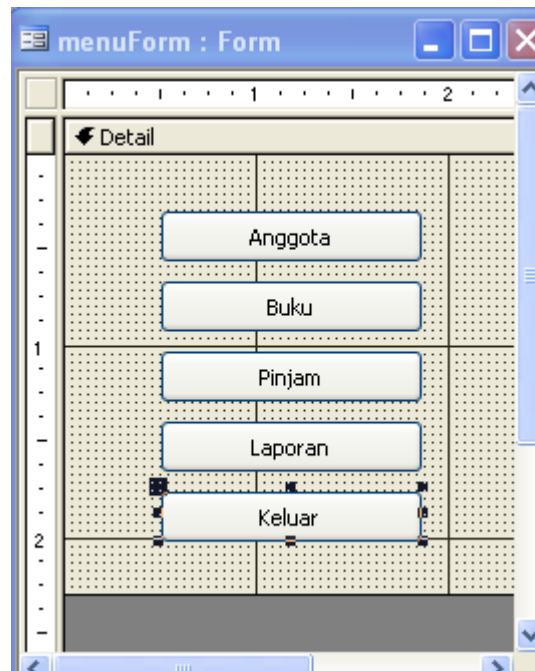 menuForm : Form
1 2
Detail
Anggota
Buku
1
Pinjam
Laporan
Keluar
2